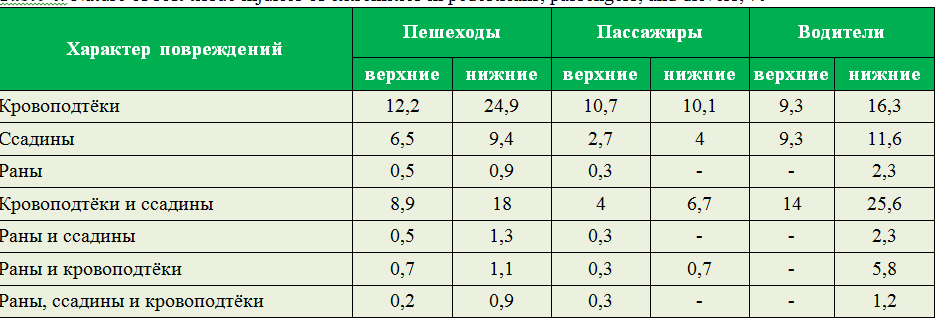 Характер повреждений Пешеходы Пассажиры Водители
верхние нижние верхние нижние верхние нижние
Кровоподтёки 12,2 24,9 10,7 10,1 9,3 16,3
Ссадины 6,5 9,4 2,7 4 9,3 11,6
Раны 0,5 0,9 0,3 - - 2,3
Кровоподтёки и ссадины 8,9 18 4 6,7 14 25,6
Раны и ссадины 0,5 1,3 0,3 - - 2,3
Раны и кровоподтёки 0,7 1,1 0,3 0,7 - 5,8
Раны, ссадины и кровоподтёки 0,2 0,9 0,3 - - 1,2